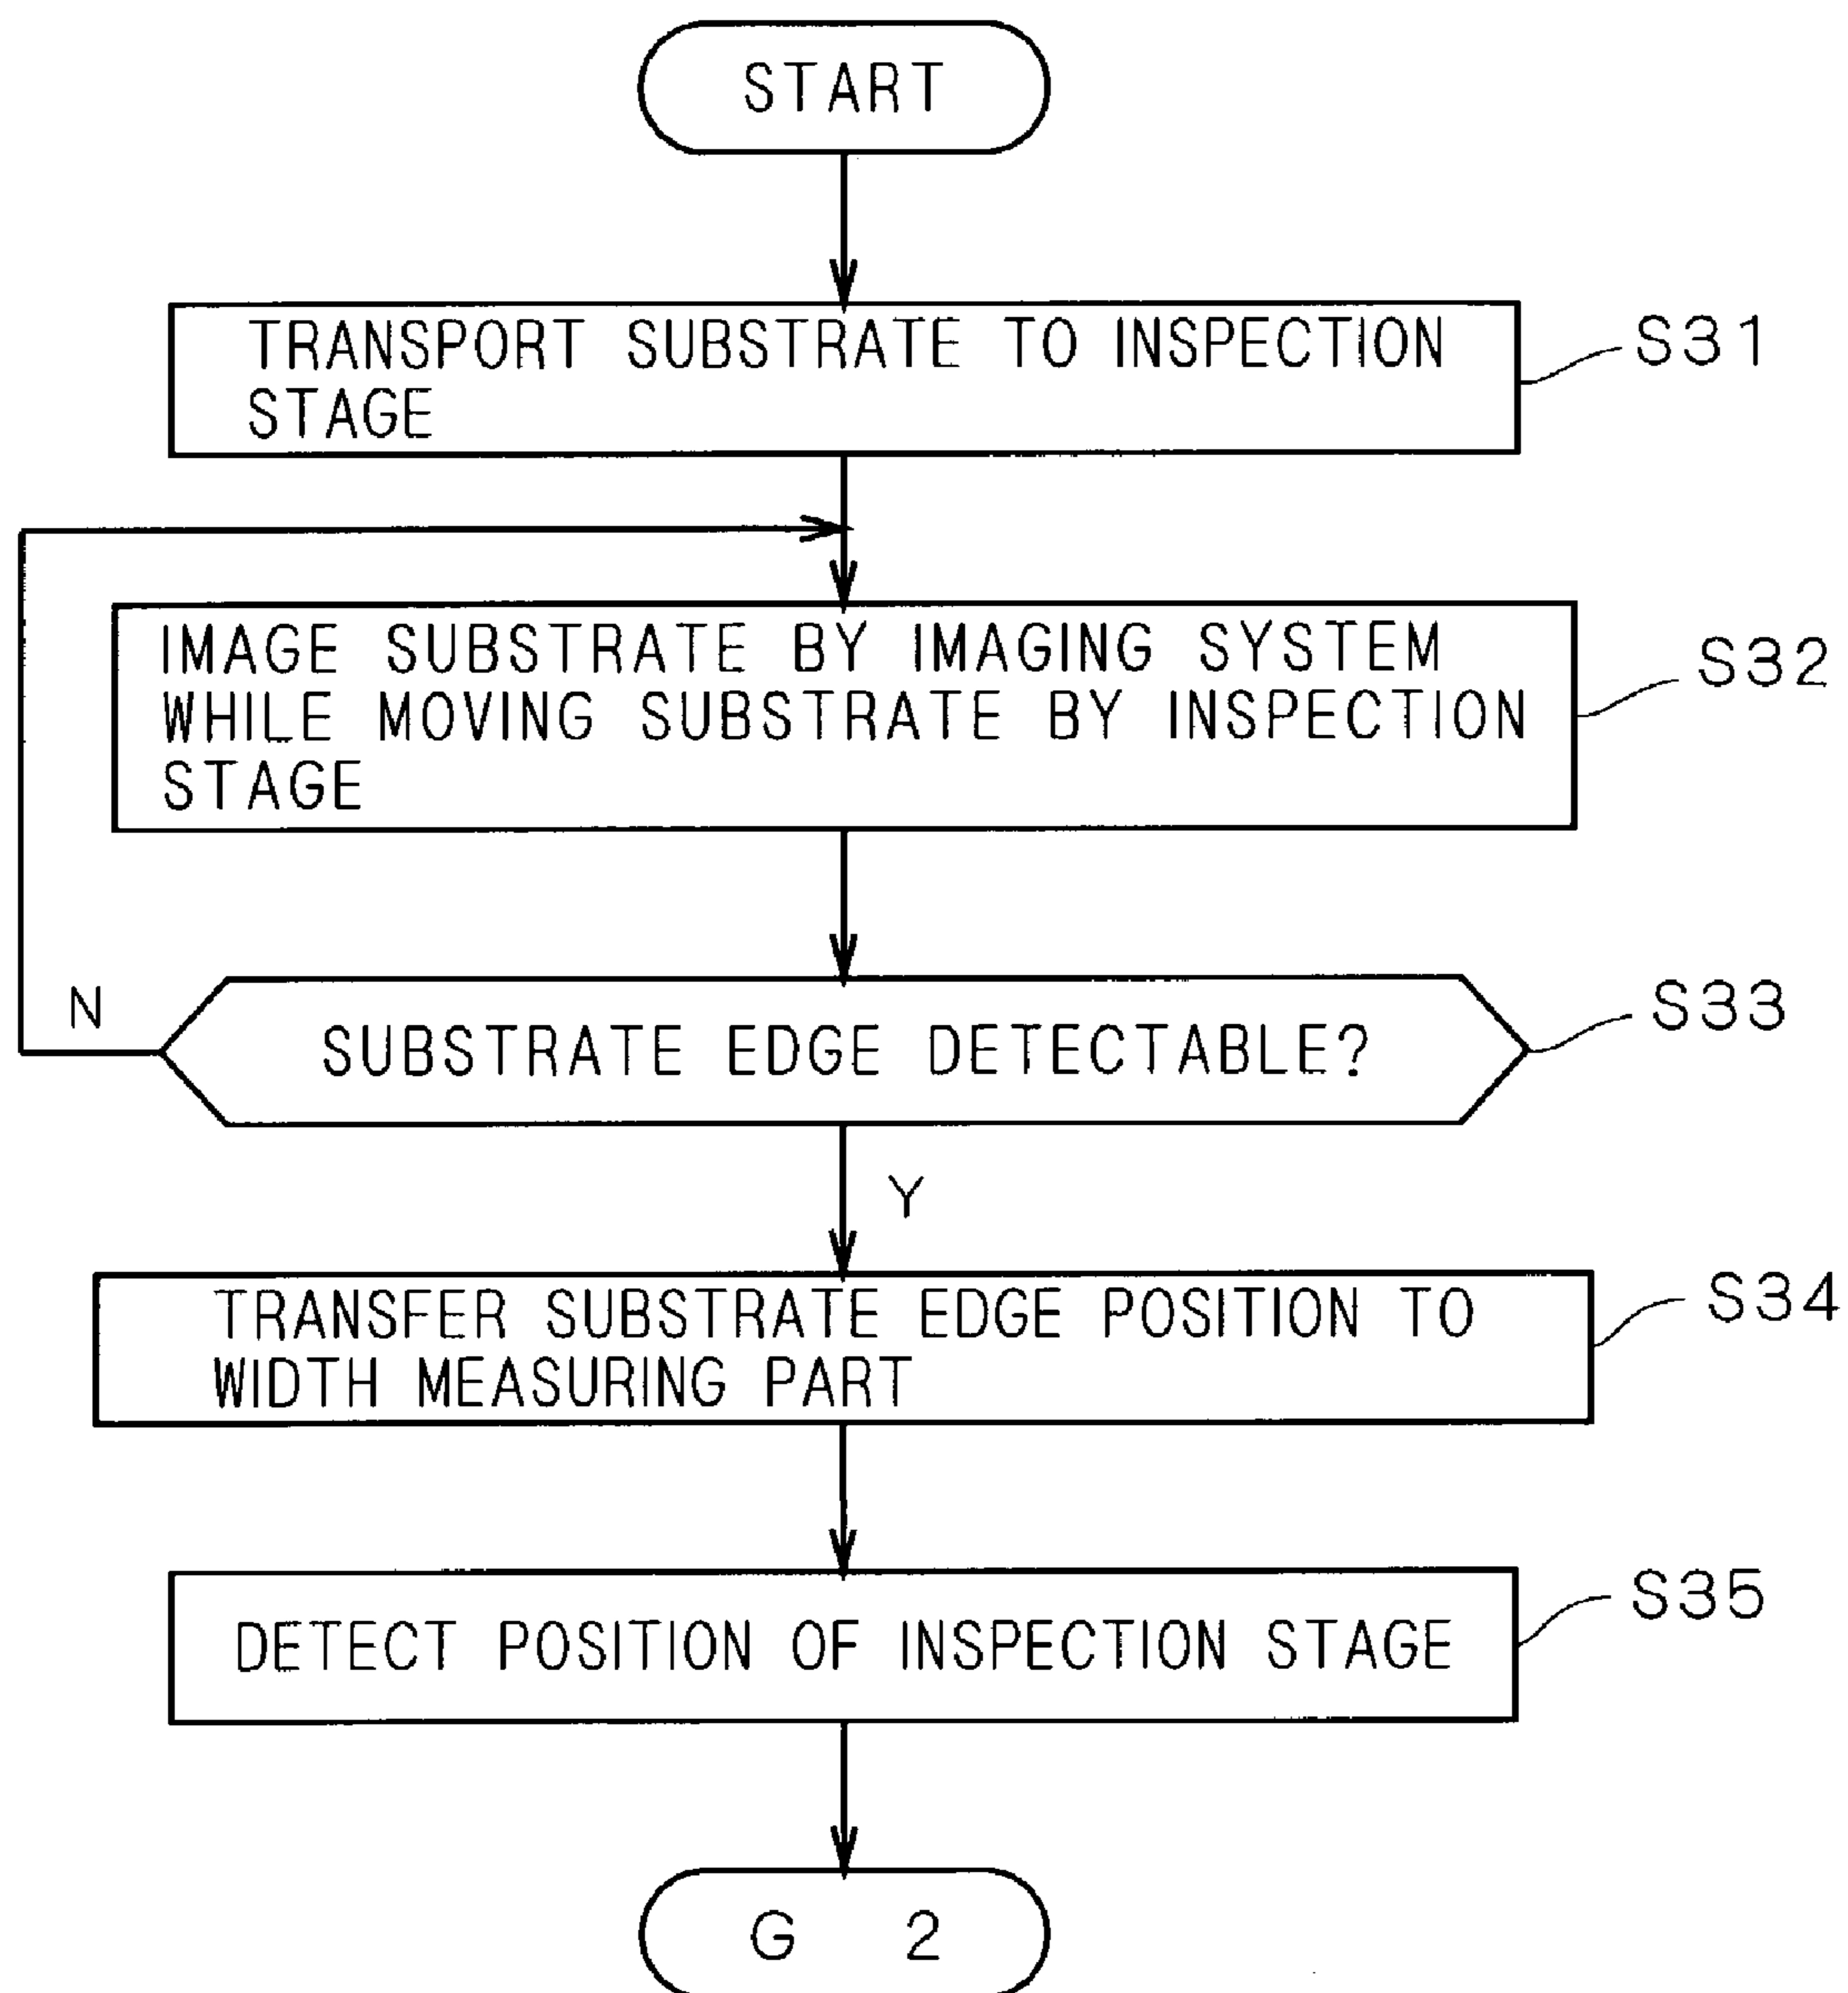 START
TRANSPORT SUBSTRATE TO INSPECTION
STAGE
S31
IMAGE SUBSTRATE BY IMAGING SYSTEM
WHILE MOVING SUBSTRATE BY INSPECTION
STAGE
S32
N
SUBSTRATE EDGE DETECTABLE?
S33
Y
TRANSFER SUBSTRATE EDGE POSITION TO
WIDTH MEASURING PART
S34
DETECT POSITION OF INSPECTION STAGE
S35
G 2